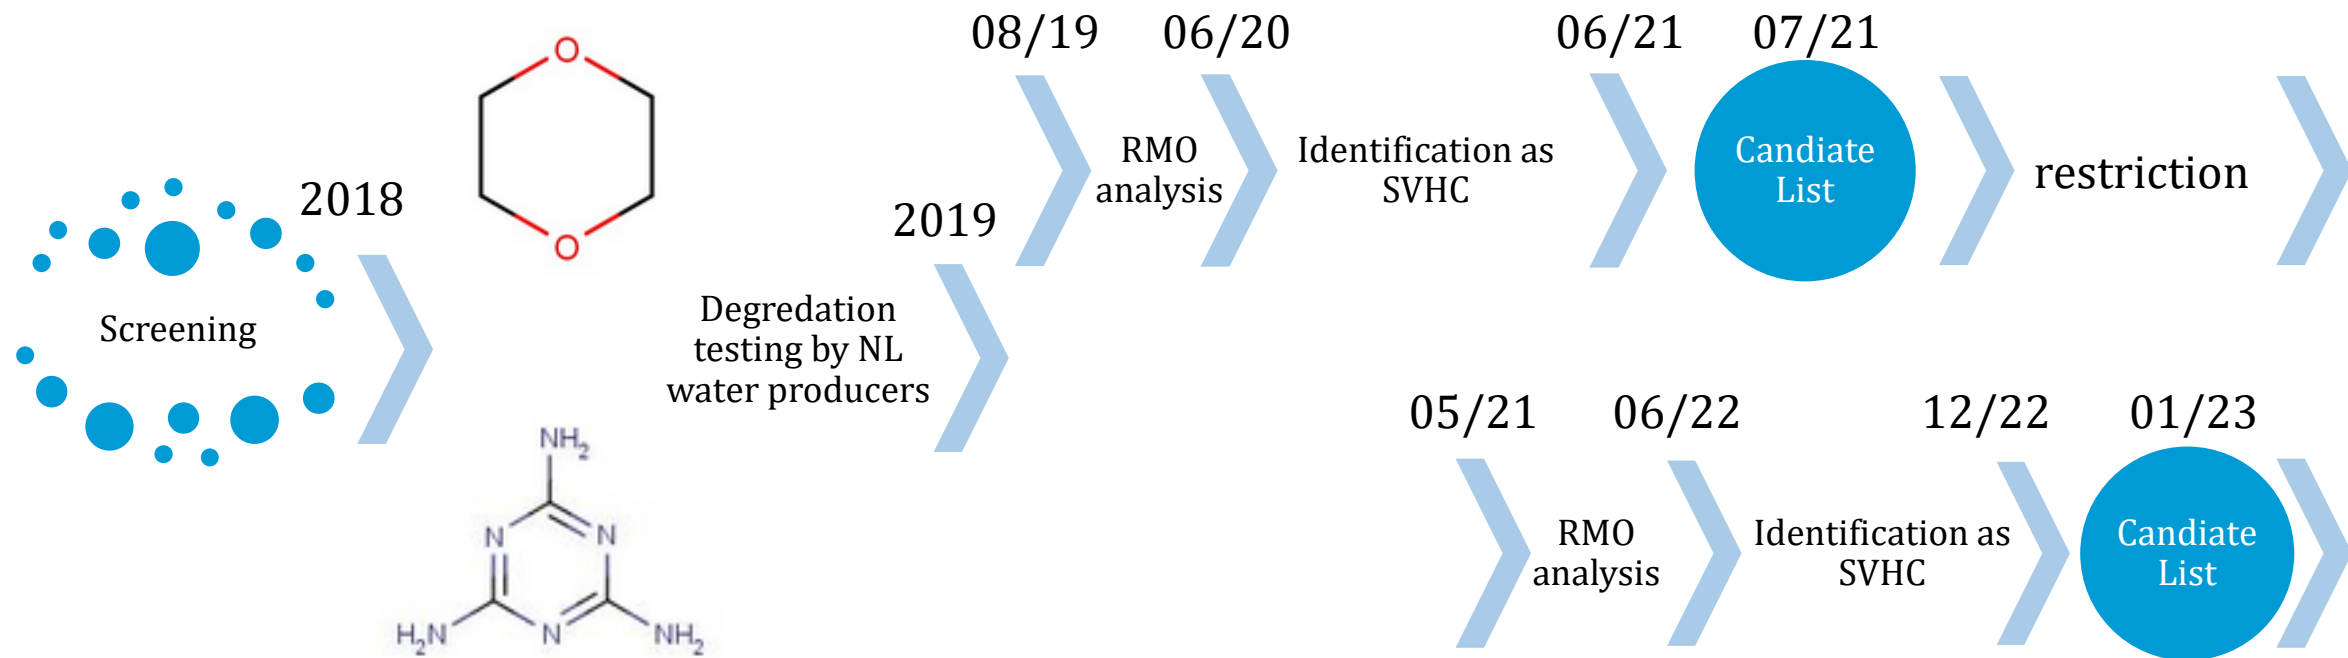 Screening
2018
O
O
NH2
N
N
N
H2N
NH2
Degredation
testing by NL
water producers
2019
08/19
RMO
analysis
06/20
Identification as
SVHC
06/21
07/21
Candiate
List
restriction
05/21
RMO
analysis
06/22
Identification as
SVHC
12/22
01/23
Candiate
List